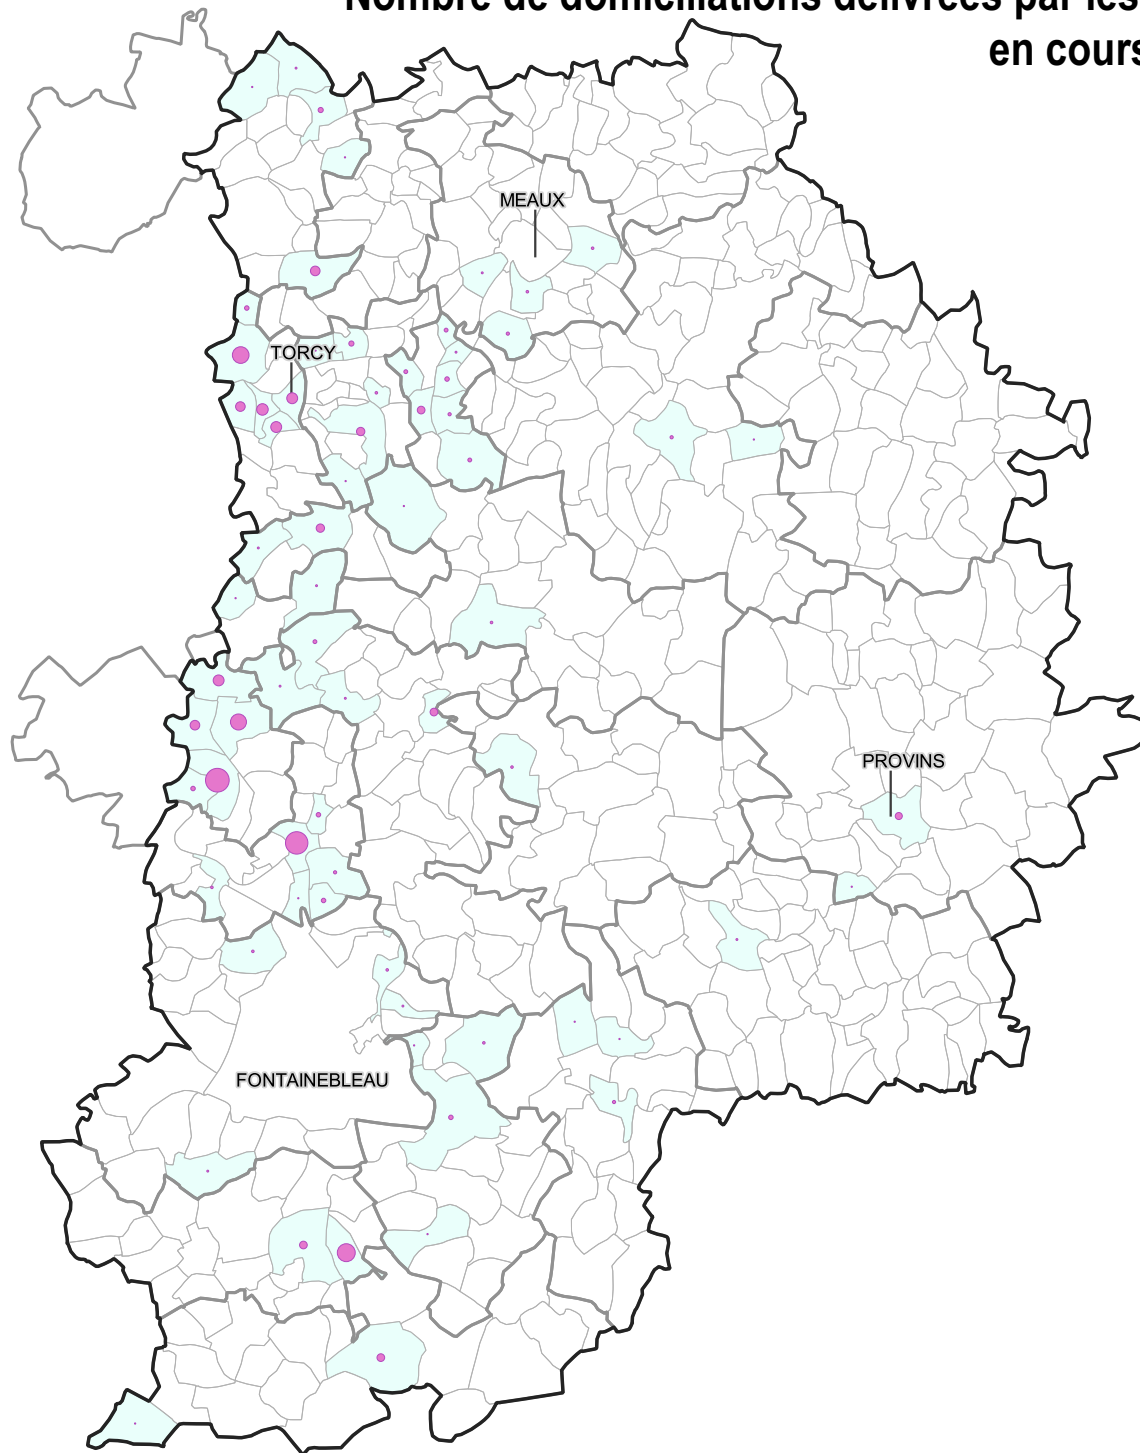 Nombre de domiciliations délivrées par les
en cours
MEAUX
TORCY
PROVINS
FONTAINEBLEAU